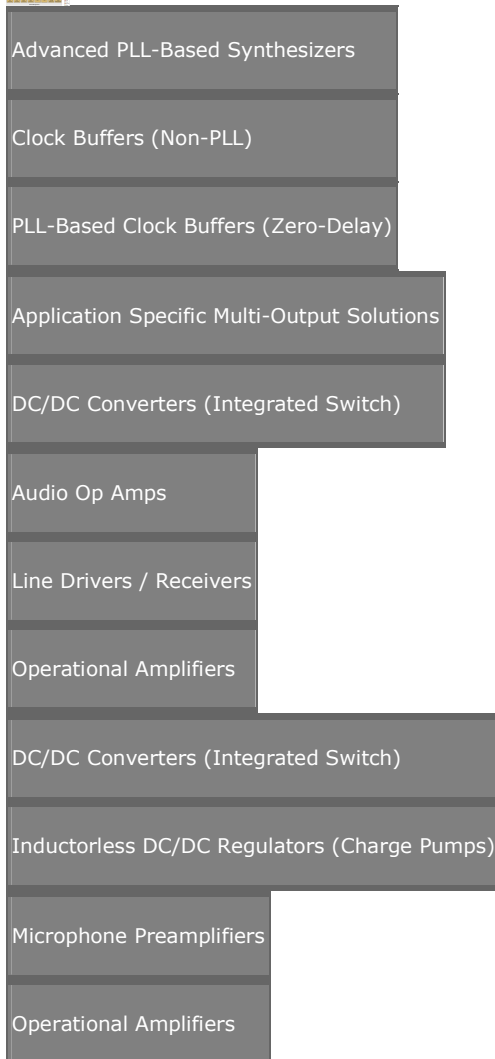 Advanced PLL-Based Synthesizers
Clock Buffers (Non-PLL)
PLL-Based Clock Buffers (Zero-Delay)
Application Specific Multi-Output Solutions
DC/DC Converters (Integrated Switch)
Audio Op Amps
Line Drivers / Receivers
Operational Amplifiers
DC/DC Converters (Integrated Switch)
Inductorless DC/DC Regulators (Charge Pumps)
Microphone Preamplifiers
Operational Amplifiers